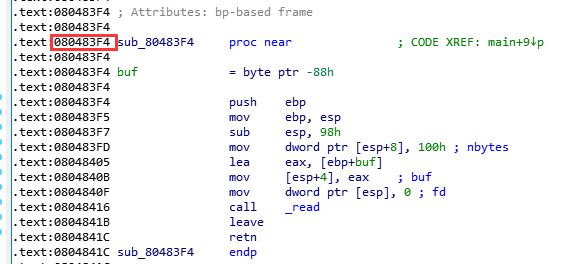 .text:080483F4 ; Attributes: bp-based frame
.text:080483F4
.text:080483F4 sub_80483F4 proc near ; CODE XREF: main+9↓p
.text:080483F4
.text:080483F4 buf = byte ptr -88h
.text:080483F4
.text:080483F4 push ebp
.text:080483F5 mov ebp, esp
.text:080483F7 sub esp, 98h
.text:080483FD mov dword ptr [esp+8], 100h ; nbytes
.text:08048405 lea eax, [ebp+buf]
.text:0804840B mov [esp+4], eax ; buf
.text:0804840F mov dword ptr [esp], 0 ; fd
.text:08048416 call _read
.text:0804841B leave
.text:0804841C retn
.text:0804841C sub_80483F4 endp